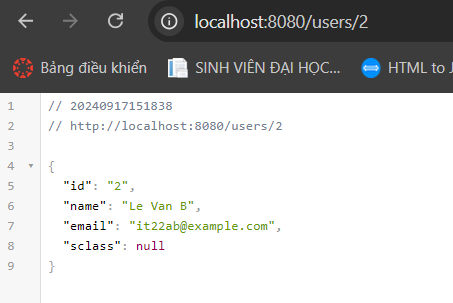 localhost:8080/users/2
Bảng điều khiển SINH VIÊN ĐẠI HỌC... HTML to J
1 // 20240917151838
2 // http://localhost:8080/users/2
3
4 {
5 "id": "2",
6 "name": "Le Van B",
7 "email": "it22ab@example.com",
8 "sclass": null
9 }